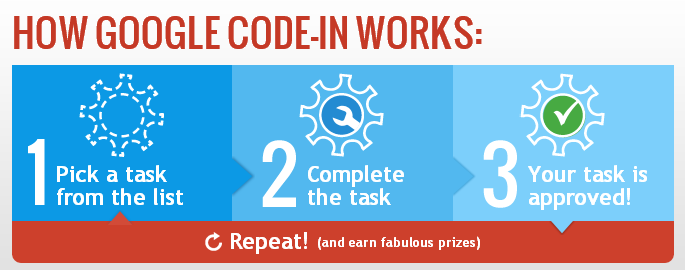 HOW GOOGLE CODE-IN WORKS:
1 Pick a task
from the list
2 Complete
the task
3 Your task is
approved!
Repeat! (and earn fabulous prizes)